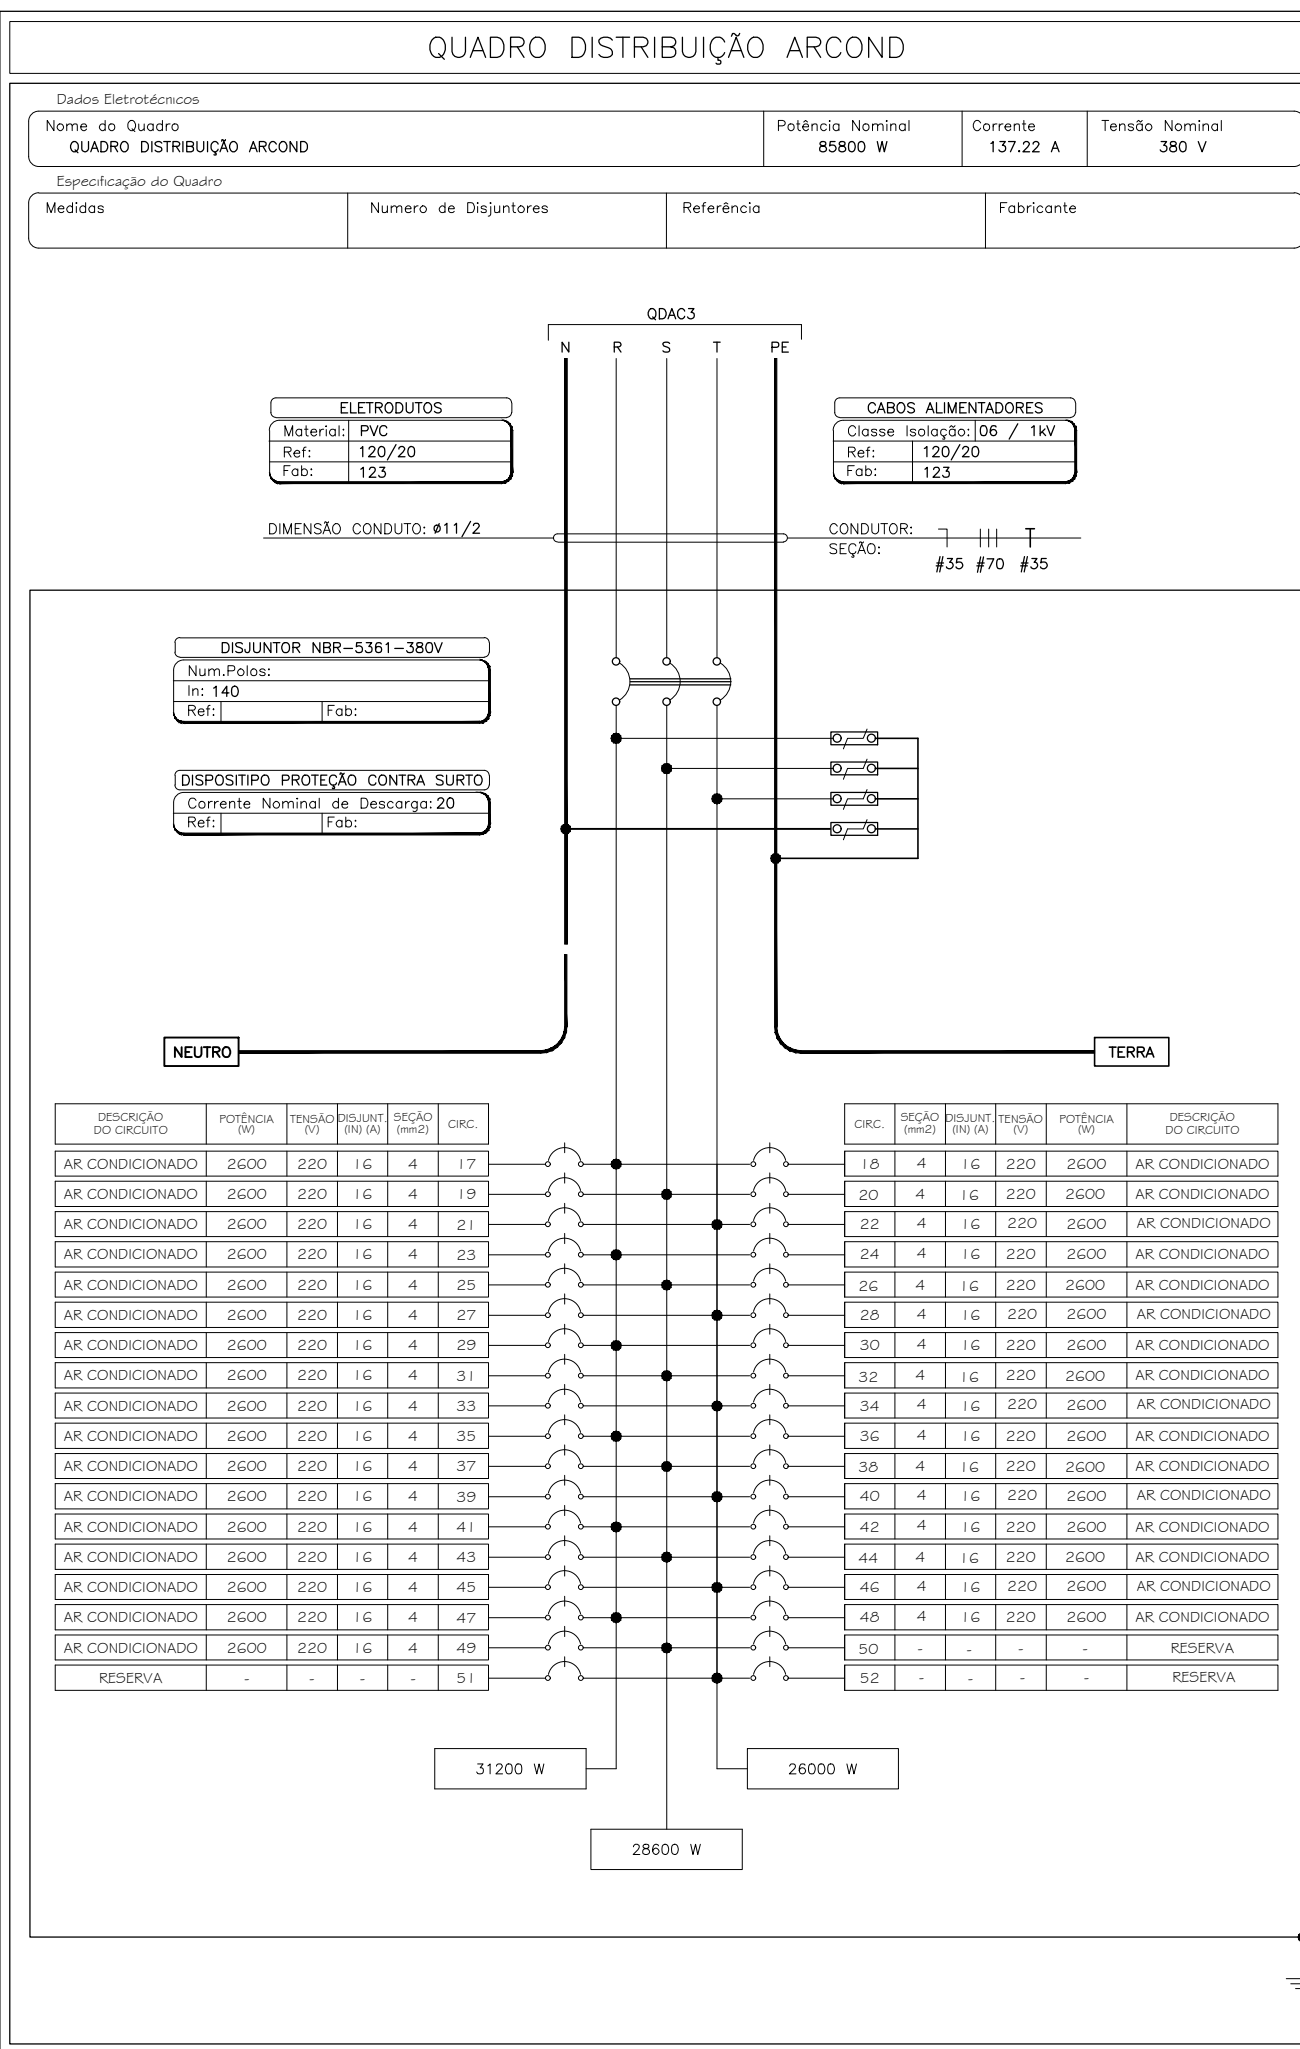 QUADRO DISTRIBUIÇÃO ARCOND
Dados Eletrotécnicos
Nome do Quadro
QUADRO DISTRIBUIÇÃO ARCOND
Potência Nominal
85800 W
Corrente
137.22 A
Tensão Nominal
380 V
Especificação do Quadro
Medidas
Numero de Disjuntores
Referência
Fabricante
QDAC3
N R S T PE
ELETRODUTOS
Material: PVC
Ref: 120/20
Fab: 123
CABOS ALIMENTADORES
Classe Isolação: 06 / 1kV
Ref: 120/20
Fab: 123
DIMENSÃO CONDUTO: ø11/2
CONDUTOR:
SEÇÃO:
#35 #70 #35
DISJUNTOR NBR-5361-380V
Num.Polos:
In: 140
Ref: Fab:
DISPOSITIPO PROTEÇÃO CONTRA SURTO
Corrente Nominal de Descarga: 20
Ref: Fab:
NEUTRO
TERRA
DESCRIÇÃO DO CIRCUITO POTÊNCIA (W) TENSÃO (V) DISJUNT. (IN) (A) SEÇÃO (mm2) CIRC. CIRC. SEÇÃO (mm2) DISJUNT. (IN) (A) TENSÃO (V) POTÊNCIA (W) DESCRIÇÃO DO CIRCUITO
AR CONDICIONADO 2600 220 16 4 17 18 4 16 220 2600 AR CONDICIONADO
AR CONDICIONADO 2600 220 16 4 19 20 4 16 220 2600 AR CONDICIONADO
AR CONDICIONADO 2600 220 16 4 21 22 4 16 220 2600 AR CONDICIONADO
AR CONDICIONADO 2600 220 16 4 23 24 4 16 220 2600 AR CONDICIONADO
AR CONDICIONADO 2600 220 16 4 25 26 4 16 220 2600 AR CONDICIONADO
AR CONDICIONADO 2600 220 16 4 27 28 4 16 220 2600 AR CONDICIONADO
AR CONDICIONADO 2600 220 16 4 29 30 4 16 220 2600 AR CONDICIONADO
AR CONDICIONADO 2600 220 16 4 31 32 4 16 220 2600 AR CONDICIONADO
AR CONDICIONADO 2600 220 16 4 33 34 4 16 220 2600 AR CONDICIONADO
AR CONDICIONADO 2600 220 16 4 35 36 4 16 220 2600 AR CONDICIONADO
AR CONDICIONADO 2600 220 16 4 37 38 4 16 220 2600 AR CONDICIONADO
AR CONDICIONADO 2600 220 16 4 39 40 4 16 220 2600 AR CONDICIONADO
AR CONDICIONADO 2600 220 16 4 41 42 4 16 220 2600 AR CONDICIONADO
AR CONDICIONADO 2600 220 16 4 43 44 4 16 220 2600 AR CONDICIONADO
AR CONDICIONADO 2600 220 16 4 45 46 4 16 220 2600 AR CONDICIONADO
AR CONDICIONADO 2600 220 16 4 47 48 4 16 220 2600 AR CONDICIONADO
AR CONDICIONADO 2600 220 16 4 49 50 - - - - RESERVA
RESERVA - - - - 51 52 - - - - RESERVA
31200 W
26000 W
28600 W